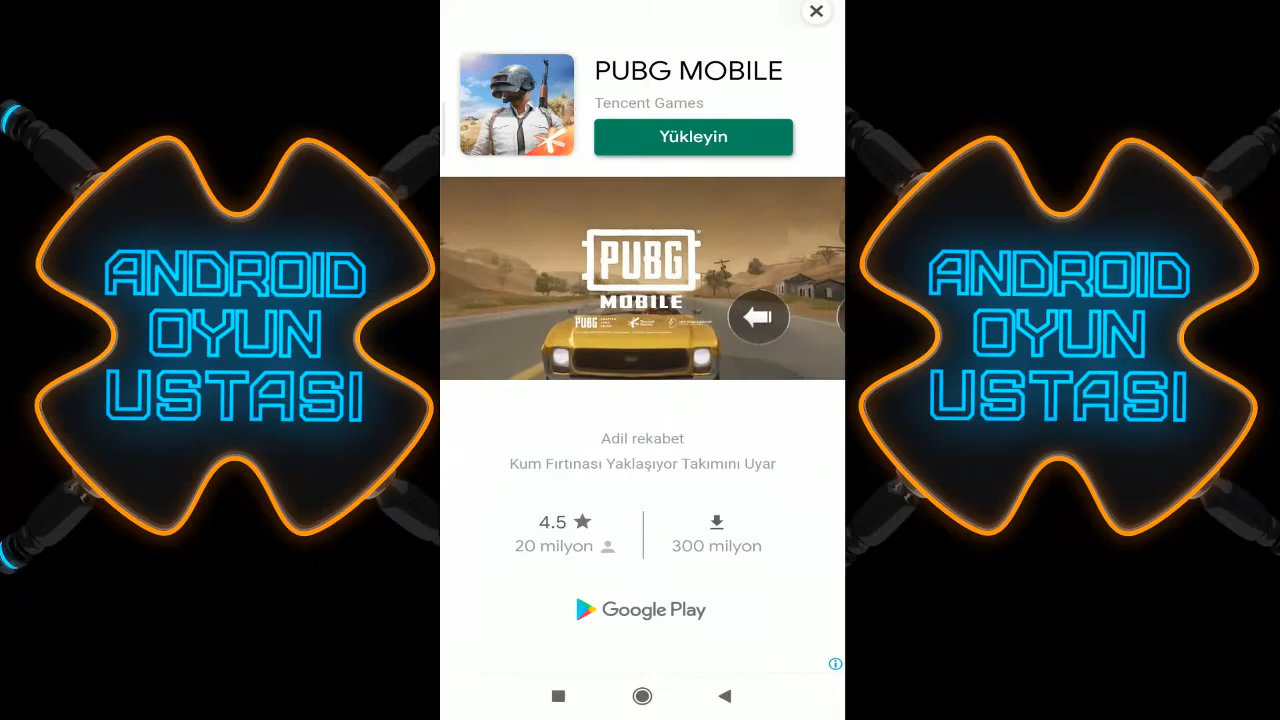 ANDROID
OYUN
USTASI
PUBG MOBILE
Tencent Games
Yükleyin
PUBG
MOBILE
PUBG
Adil rekabet
Kum Fırtınası Yaklaşıyor Takımını Uyar
4.5
20 milyon
300 milyon
Google Play
ANDROID
OYUN
USTASI